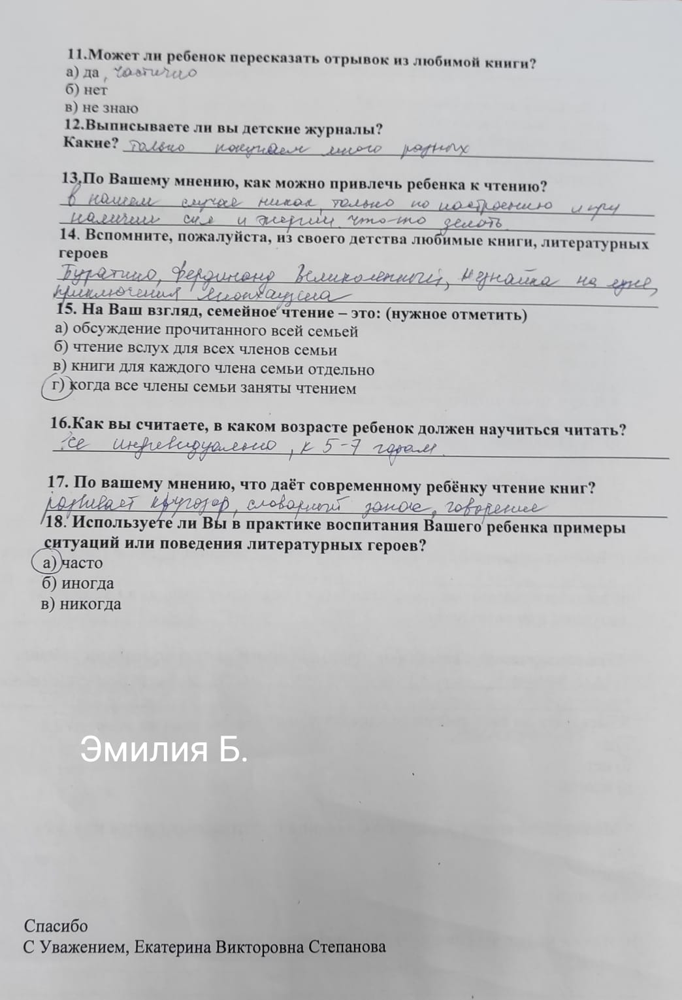 11.Может ли ребенок пересказать отрывок из любимой книги?
а) да, частично
б) нет
в) не знаю
12.Выписываете ли вы детские журналы?
Какие? только покупаем много разных
13.По Вашему мнению, как можно привлечь ребенка к чтению?
в нашем случае никак, только по настроению и при
наличии сил и энергии что-то делать
14. Вспомните, пожалуйста, из своего детства любимые книги, литературных
героев
Буратино, Фердинанд Великолепный, Незнайка на луне,
приключения Мюнхаузена
15. На Ваш взгляд, семейное чтение – это: (нужное отметить)
а) обсуждение прочитанного всей семьей
б) чтение вслух для всех членов семьи
в) книги для каждого члена семьи отдельно
г) когда все члены семьи заняты чтением
16.Как вы считаете, в каком возрасте ребенок должен научиться читать?
все индивидуально, к 5-7 годам.
17. По вашему мнению, что даёт современному ребёнку чтение книг?
развивает кругозор, словарный запас, говорение
18. Используете ли Вы в практике воспитания Вашего ребенка примеры
ситуаций или поведения литературных героев?
а) часто
б) иногда
в) никогда
Эмилия Б.
Спасибо
С Уважением, Екатерина Викторовна Степанова